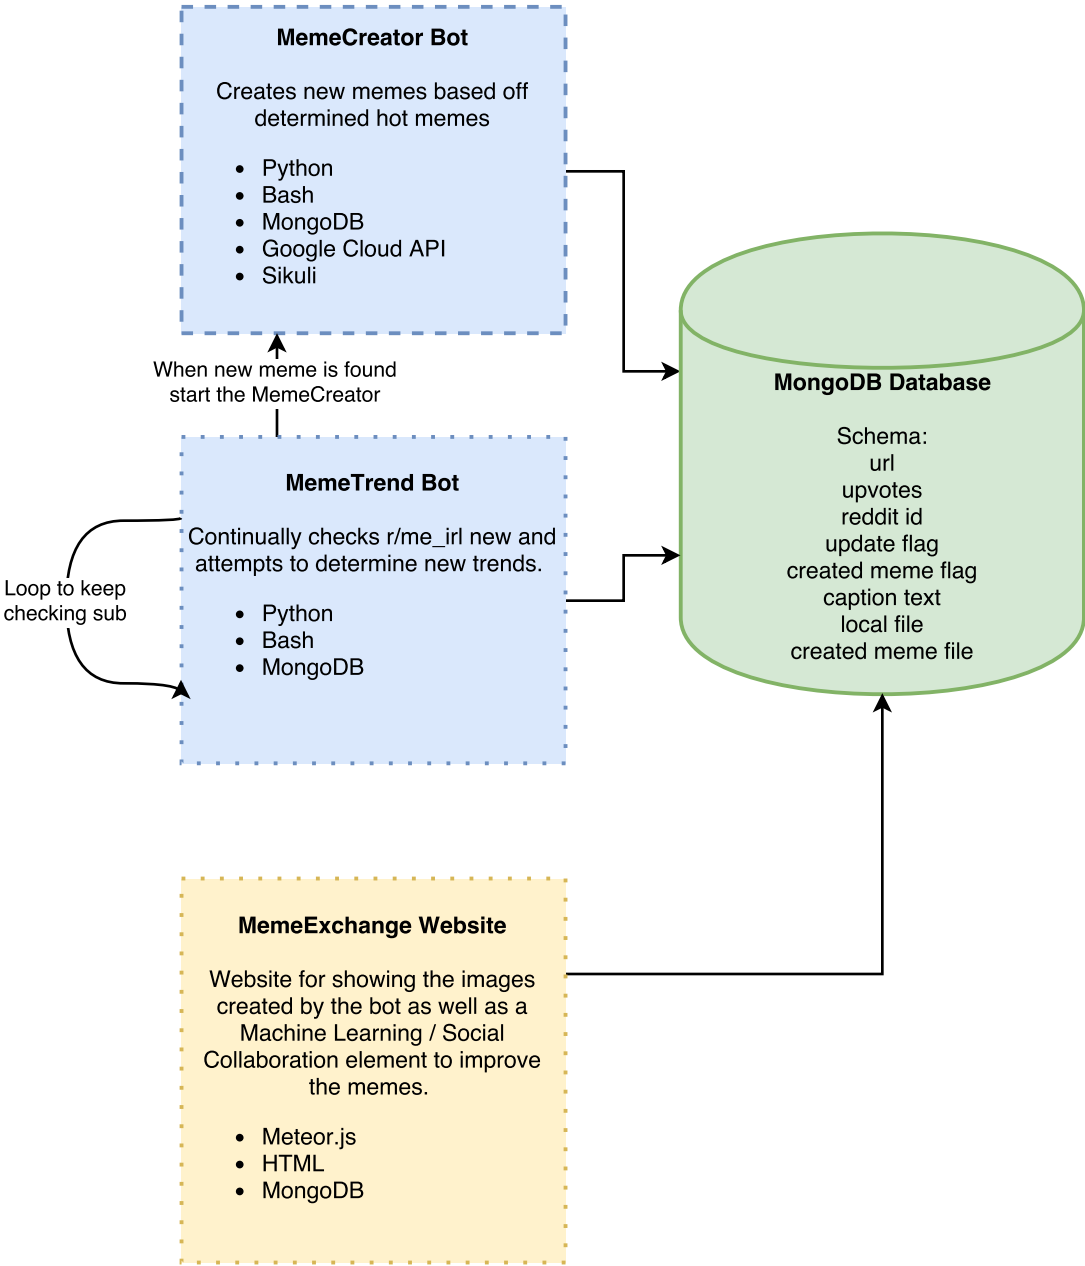 MemeCreator Bot
Creates new memes based off
determined hot memes
• Python
• Bash
• MongoDB
• Google Cloud API
• Sikuli
When new meme is found
start the MemeCreator
MemeTrend Bot
Continually checks r/me_irl new and
attempts to determine new trends.
• Python
• Bash
• MongoDB
Loop to keep
checking sub
MongoDB Database
Schema:
url
upvotes
reddit id
update flag
created meme flag
caption text
local file
created meme file
MemeExchange Website
Website for showing the images
created by the bot as well as a
Machine Learning / Social
Collaboration element to improve
the memes.
• Meteor.js
• HTML
• MongoDB